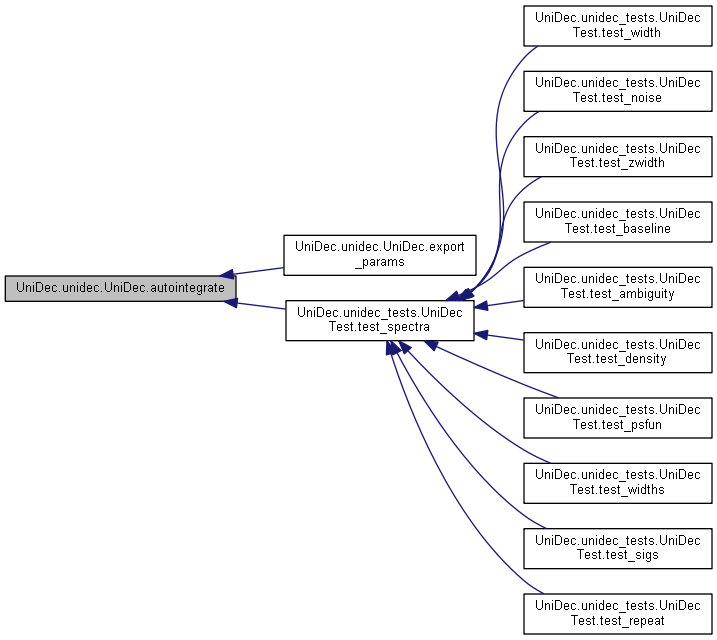 UniDec.unidec.UniDec.autointegrate
UniDec.unidec.UniDec.export
_params
UniDec.unidec_tests.UniDec
Test.test_spectra
UniDec.unidec_tests.UniDec
Test.test_width
UniDec.unidec_tests.UniDec
Test.test_noise
UniDec.unidec_tests.UniDec
Test.test_zwidth
UniDec.unidec_tests.UniDec
Test.test_baseline
UniDec.unidec_tests.UniDec
Test.test_ambiguity
UniDec.unidec_tests.UniDec
Test.test_density
UniDec.unidec_tests.UniDec
Test.test_psfun
UniDec.unidec_tests.UniDec
Test.test_widths
UniDec.unidec_tests.UniDec
Test.test_sigs
UniDec.unidec_tests.UniDec
Test.test_repeat